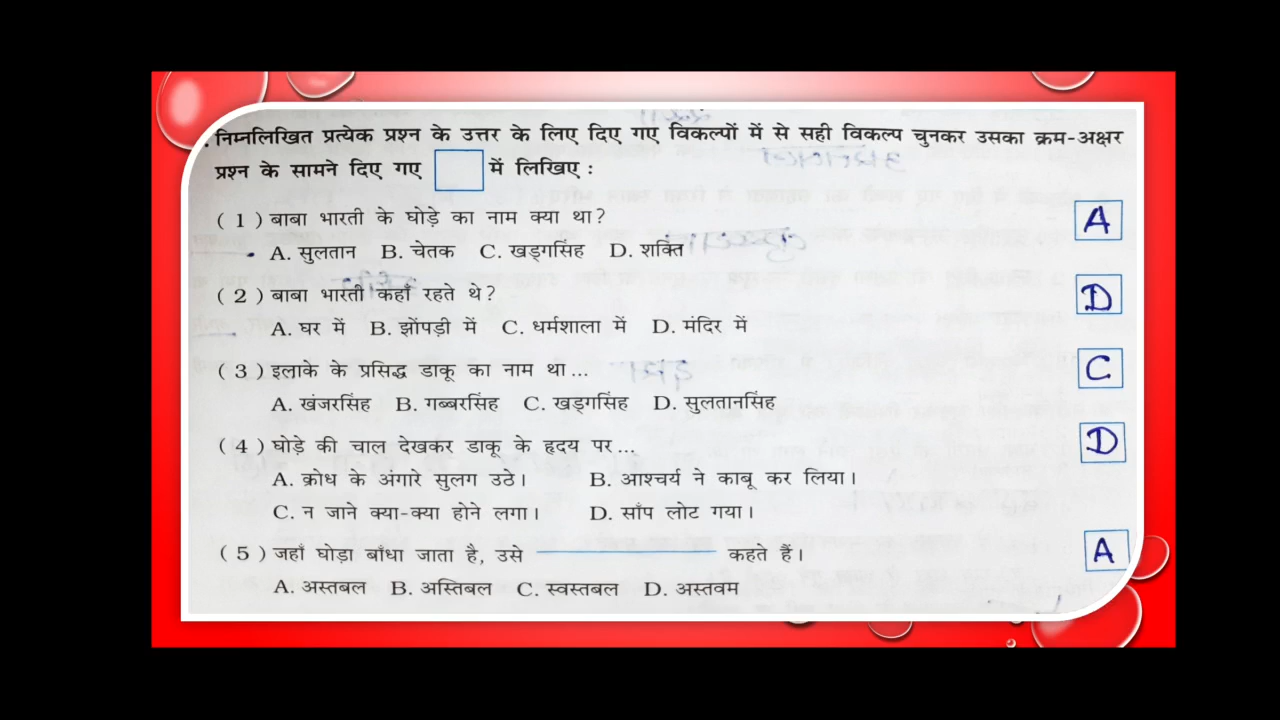 निम्नलिखित प्रत्येक प्रश्न के उत्तर के लिए दिए गए विकल्पों में से सही विकल्प चुनकर उसका क्रम-अक्षर
प्रश्न के सामने दिए गए में लिखिए :
( 1 ) बाबा भारती के घोड़े का नाम क्या था? A
A. सुलतान B. चेतक C. खड्गसिंह D. शक्ति
( 2 ) बाबा भारती कहाँ रहते थे? D
A. घर में B. झोंपड़ी में C. धर्मशाला में D. मंदिर में
( 3 ) इलाके के प्रसिद्ध डाकू का नाम था... C
A. खंजरसिंह B. गब्बरसिंह C. खड्गसिंह D. सुलतानसिंह
( 4 ) घोड़े की चाल देखकर डाकू के हृदय पर... D
A. क्रोध के अंगारे सुलग उठे। B. आश्चर्य ने काबू कर लिया।
C. न जाने क्या-क्या होने लगा। D. साँप लोट गया।
( 5 ) जहाँ घोड़ा बाँधा जाता है, उसे कहते हैं। A
A. अस्तबल B. अस्तिबल C. स्वस्तबल D. अस्तवम